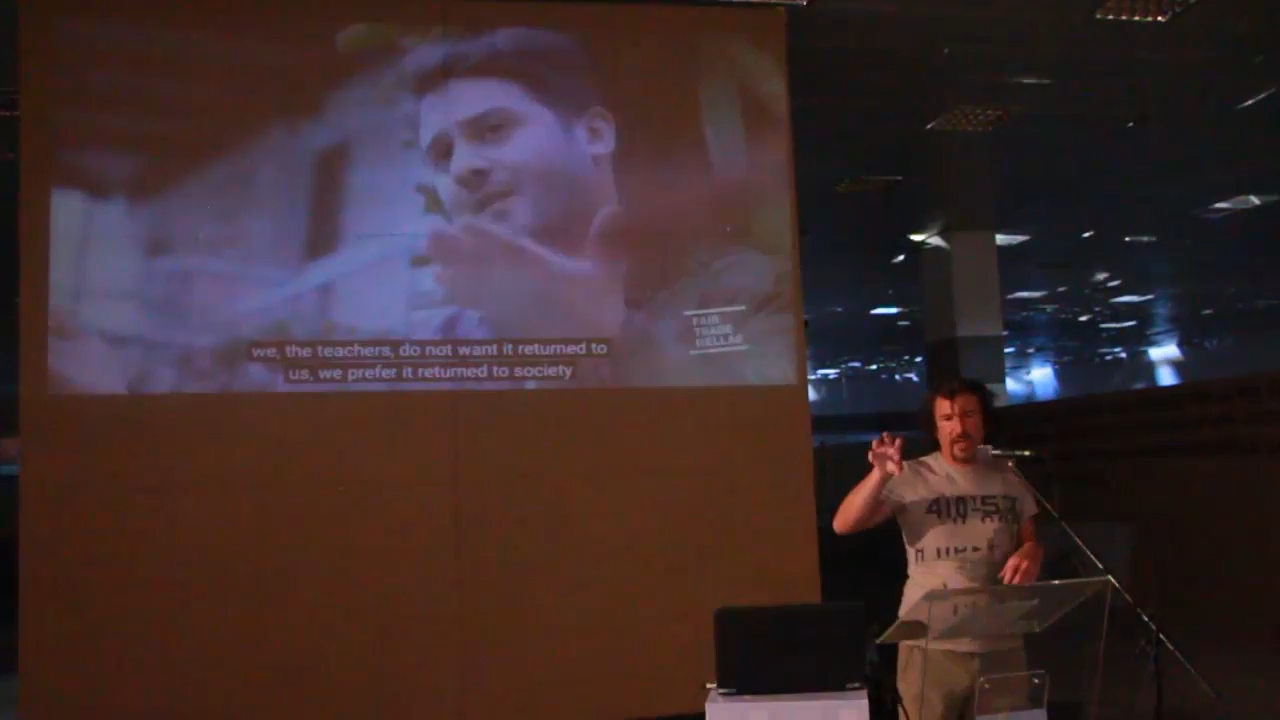 we, the teachers, do not want it returned to
us, we prefer it returned to society
FAIR
TRADE
HELLAS